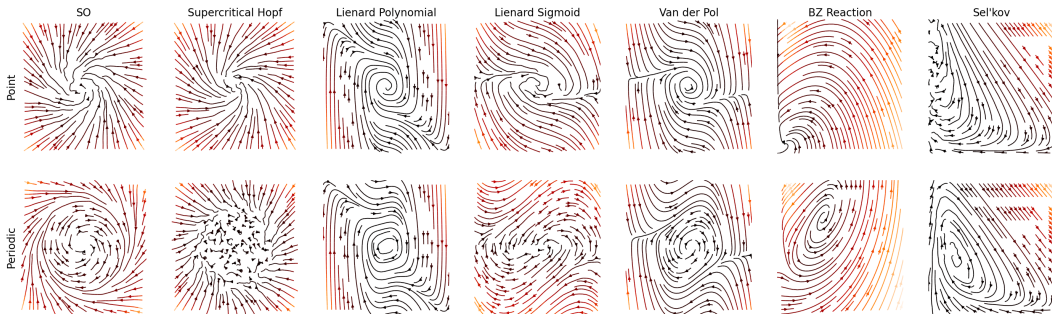 SO Supercritical Hopf Lienard Polynomial Lienard Sigmoid Van der Pol BZ Reaction Sel'kov
Point
Periodic